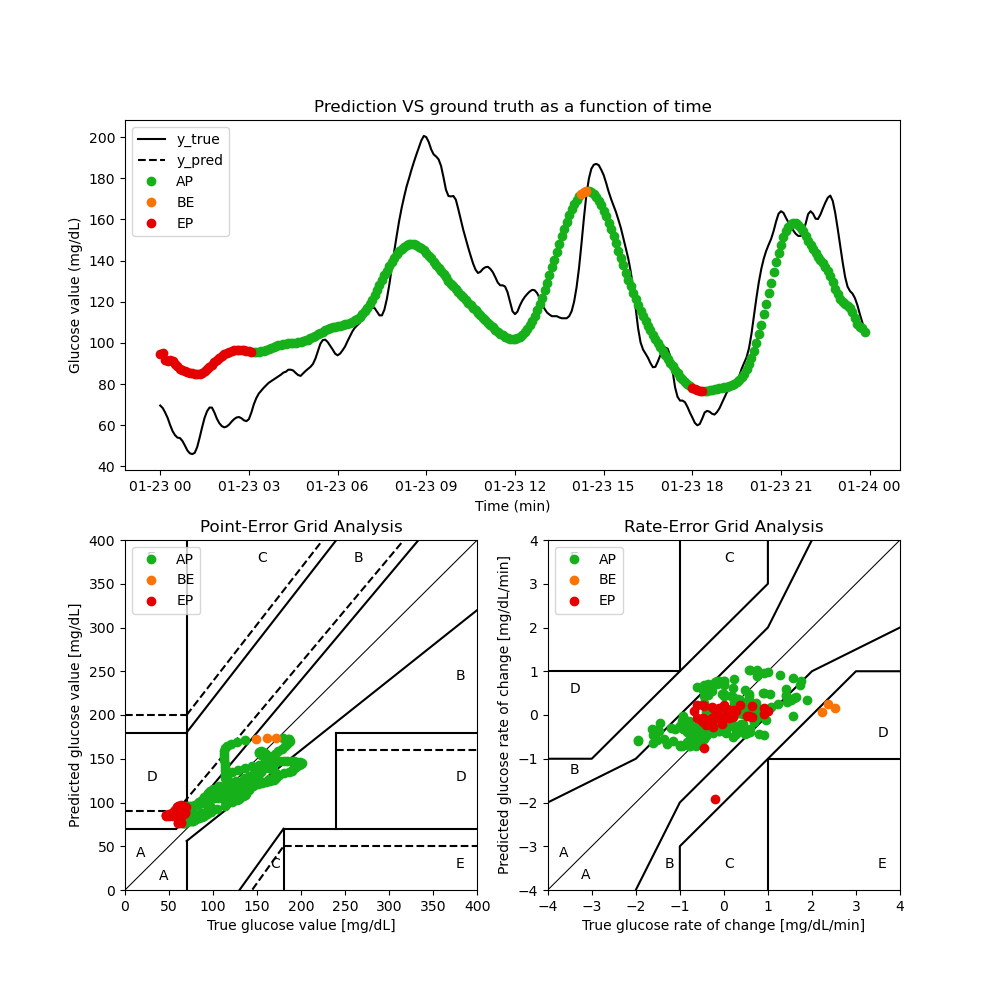 Prediction VS ground truth as a function of time
Glucose value (mg/dL)
200
180
160
140
120
100
80
60
40
y_true
y_pred
AP
BE
EP
01-23 00 01-23 03 01-23 06 01-23 09 01-23 12 01-23 15 01-23 18 01-23 21 01-24 00
Time (min)
Point-Error Grid Analysis
Predicted glucose value [mg/dL]
400
350
300
250
200
150
100
50
0
AP
BE
EP
C
B
B
D
D
A
A
C
E
0 50 100 150 200 250 300 350 400
True glucose value [mg/dL]
Rate-Error Grid Analysis
Predicted glucose rate of change [mg/dL/min]
4
3
2
1
0
−1
−2
−3
−4
AP
BE
EP
C
D
D
B
A
A
B
C
E
−4 −3 −2 −1 0 1 2 3 4
True glucose rate of change [mg/dL/min]